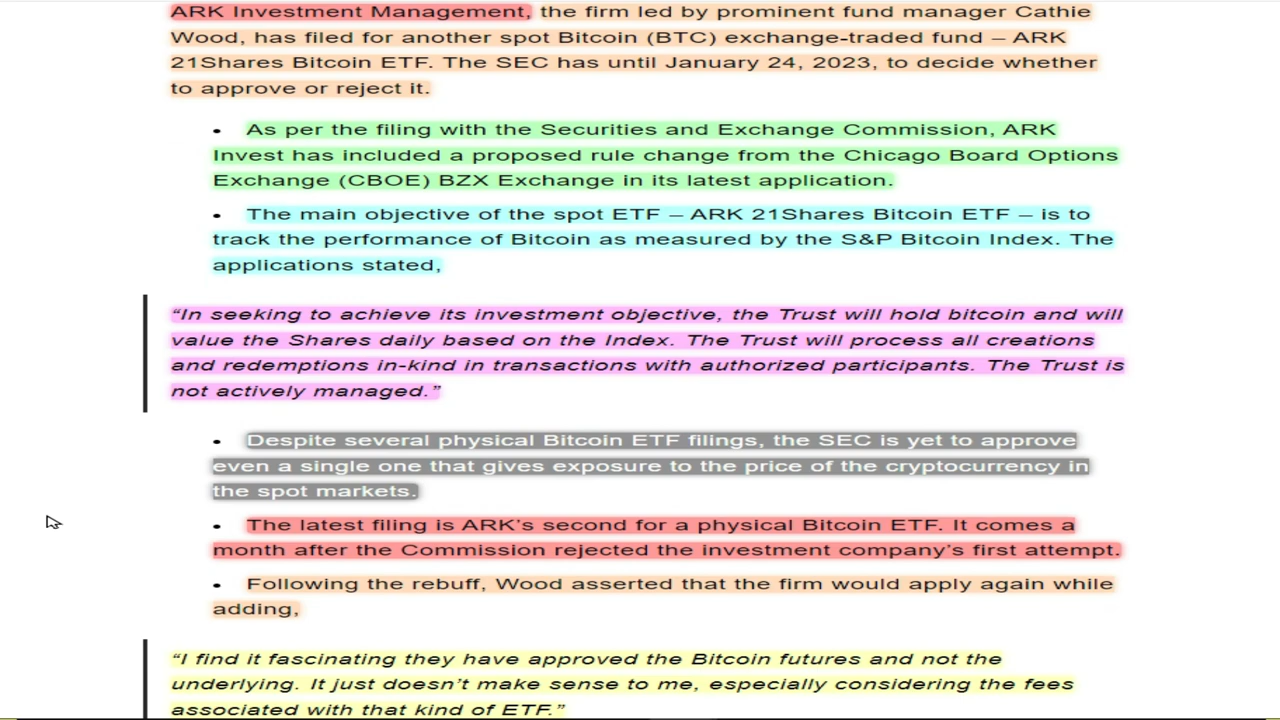 ARK Investment Management, the firm led by prominent fund manager Cathie
Wood, has filed for another spot Bitcoin (BTC) exchange-traded fund – ARK
21Shares Bitcoin ETF. The SEC has until January 24, 2023, to decide whether
to approve or reject it.
• As per the filing with the Securities and Exchange Commission, ARK
Invest has included a proposed rule change from the Chicago Board Options
Exchange (CBOE) BZX Exchange in its latest application.
• The main objective of the spot ETF – ARK 21Shares Bitcoin ETF – is to
track the performance of Bitcoin as measured by the S&P Bitcoin Index. The
applications stated,
“In seeking to achieve its investment objective, the Trust will hold bitcoin and will
value the Shares daily based on the Index. The Trust will process all creations
and redemptions in-kind in transactions with authorized participants. The Trust is
not actively managed.”
• Despite several physical Bitcoin ETF filings, the SEC is yet to approve
even a single one that gives exposure to the price of the cryptocurrency in
the spot markets.
• The latest filing is ARK’s second for a physical Bitcoin ETF. It comes a
month after the Commission rejected the investment company’s first attempt.
• Following the rebuff, Wood asserted that the firm would apply again while
adding,
“I find it fascinating they have approved the Bitcoin futures and not the
underlying. It just doesn’t make sense to me, especially considering the fees
associated with that kind of ETF.”